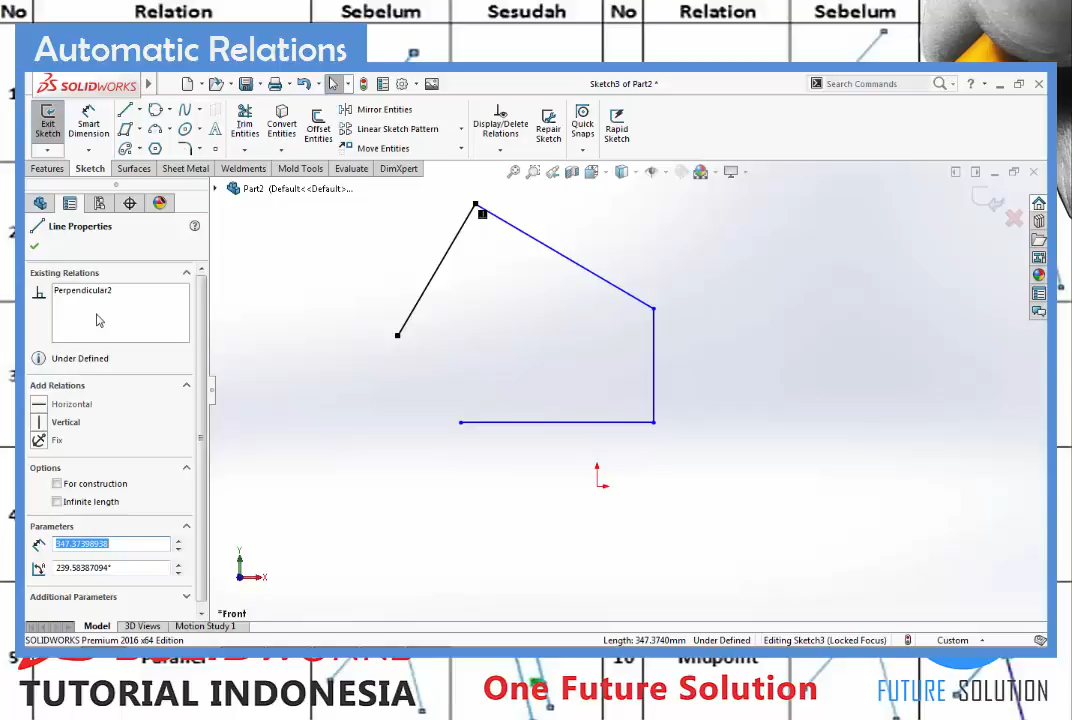 No Relation Sebelum Sesudah No Relation Sebelum
Automatic Relations
SOLIDWORKS
Sketch3 of Part2 *
Search Commands
Exit Sketch
Smart Dimension
Trim Entities
Convert Entities
Offset Entities
Mirror Entities
Linear Sketch Pattern
Move Entities
Display/Delete Relations
Repair Sketch
Quick Snaps
Rapid Sketch
Features Sketch Surfaces Sheet Metal Weldments Mold Tools Evaluate DimXpert
Part2 (Default<<Default>...
Line Properties
Existing Relations
Perpendicular2
Under Defined
Add Relations
Horizontal
Vertical
Fix
Options
For construction
Infinite length
Parameters
347.37398938
239.58387094°
Additional Parameters
Y
X
*Front
Model 3D Views Motion Study 1
SOLIDWORKS Premium 2016 x64 Edition
Length: 347.3740mm Under Defined Editing Sketch3 (Locked Focus) Custom
10 Midpoint
TUTORIAL INDONESIA
One Future Solution
FUTURE SOLUTION